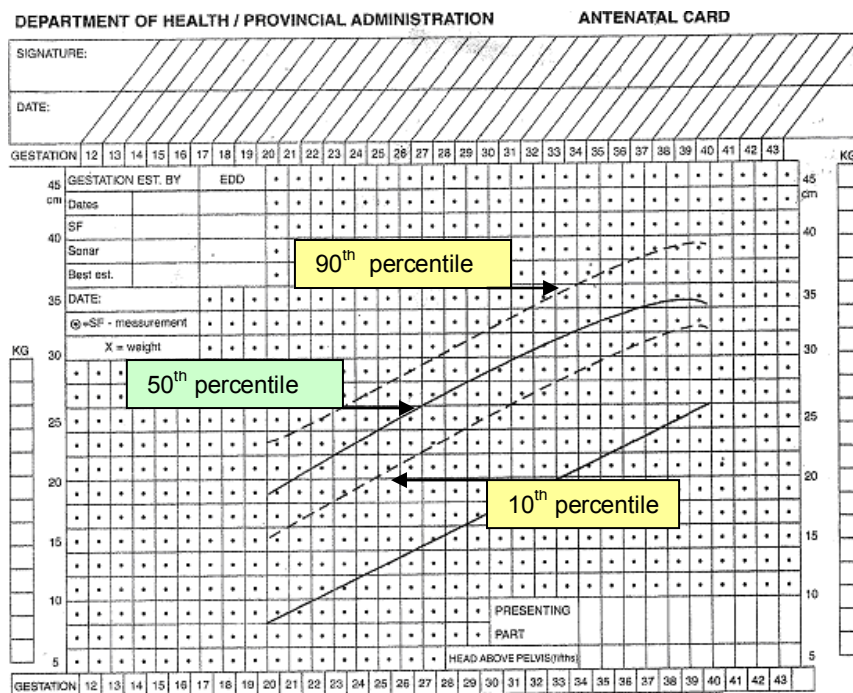 DEPARTMENT OF HEALTH / PROVINCIAL ADMINISTRATION ANTENATAL CARD
SIGNATURE:
DATE:
GESTATION 12 13 14 15 16 17 18 19 20 21 22 23 24 25 26 27 28 29 30 31 32 33 34 35 36 37 38 39 40 41 42 43 KG
45 cm GESTATION EST. BY EDD 45 cm
Dates
40 SF 40
Sonar
90th percentile
Best est.
35 DATE: 35
⊙=SF - measurement
KG X = weight
30 30
50th percentile
25 25
20 20
10th percentile
15 15
10 10
PRESENTING
PART
5 HEAD ABOVE PELVIS(fifths) 5
GESTATION 12 13 14 15 16 17 18 19 20 21 22 23 24 25 26 27 28 29 30 31 32 33 34 35 36 37 38 39 40 41 42 43